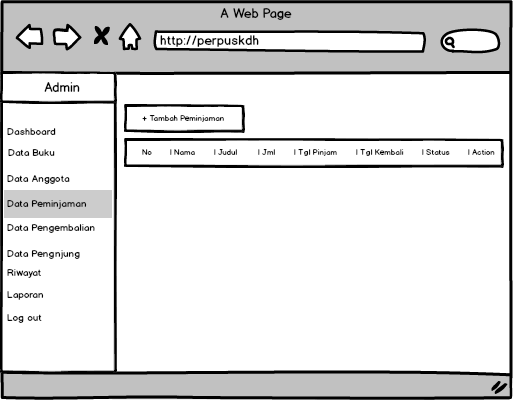 A Web Page
http://perpuskdh
Admin
Dashboard
Data Buku
Data Anggota
Data Peminjaman
Data Pengembalian
Data Pengnjung
Riwayat
Laporan
Log out
+ Tambah Peminjaman
No | Nama | Judul | Jml | Tgl Pinjam | Tgl Kembali | Status | Action